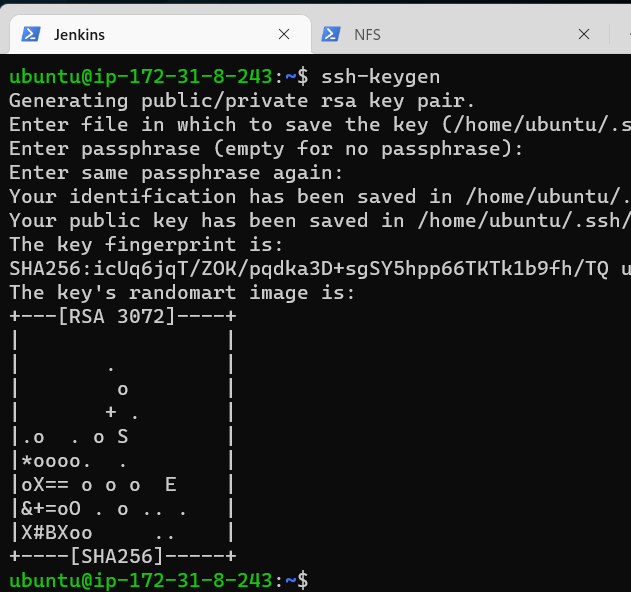 Jenkins
NFS
ubuntu@ip-172-31-8-243:~$ ssh-keygen
Generating public/private rsa key pair.
Enter file in which to save the key (/home/ubuntu/.s
Enter passphrase (empty for no passphrase):
Enter same passphrase again:
Your identification has been saved in /home/ubuntu/.
Your public key has been saved in /home/ubuntu/.ssh/
The key fingerprint is:
SHA256:icUq6jqT/ZOK/pqdka3D+sgSY5hpp66TKTk1b9fh/TQ u
The key's randomart image is:
+---[RSA 3072]----+
|                 |
|       .         |
|        o        |
|       + .       |
|.o  . o S        |
|*oooo.  .        |
|oX== o o o  E    |
|&+=oO . o .. .   |
|X#BXoo     ..    |
+----[SHA256]-----+
ubuntu@ip-172-31-8-243:~$